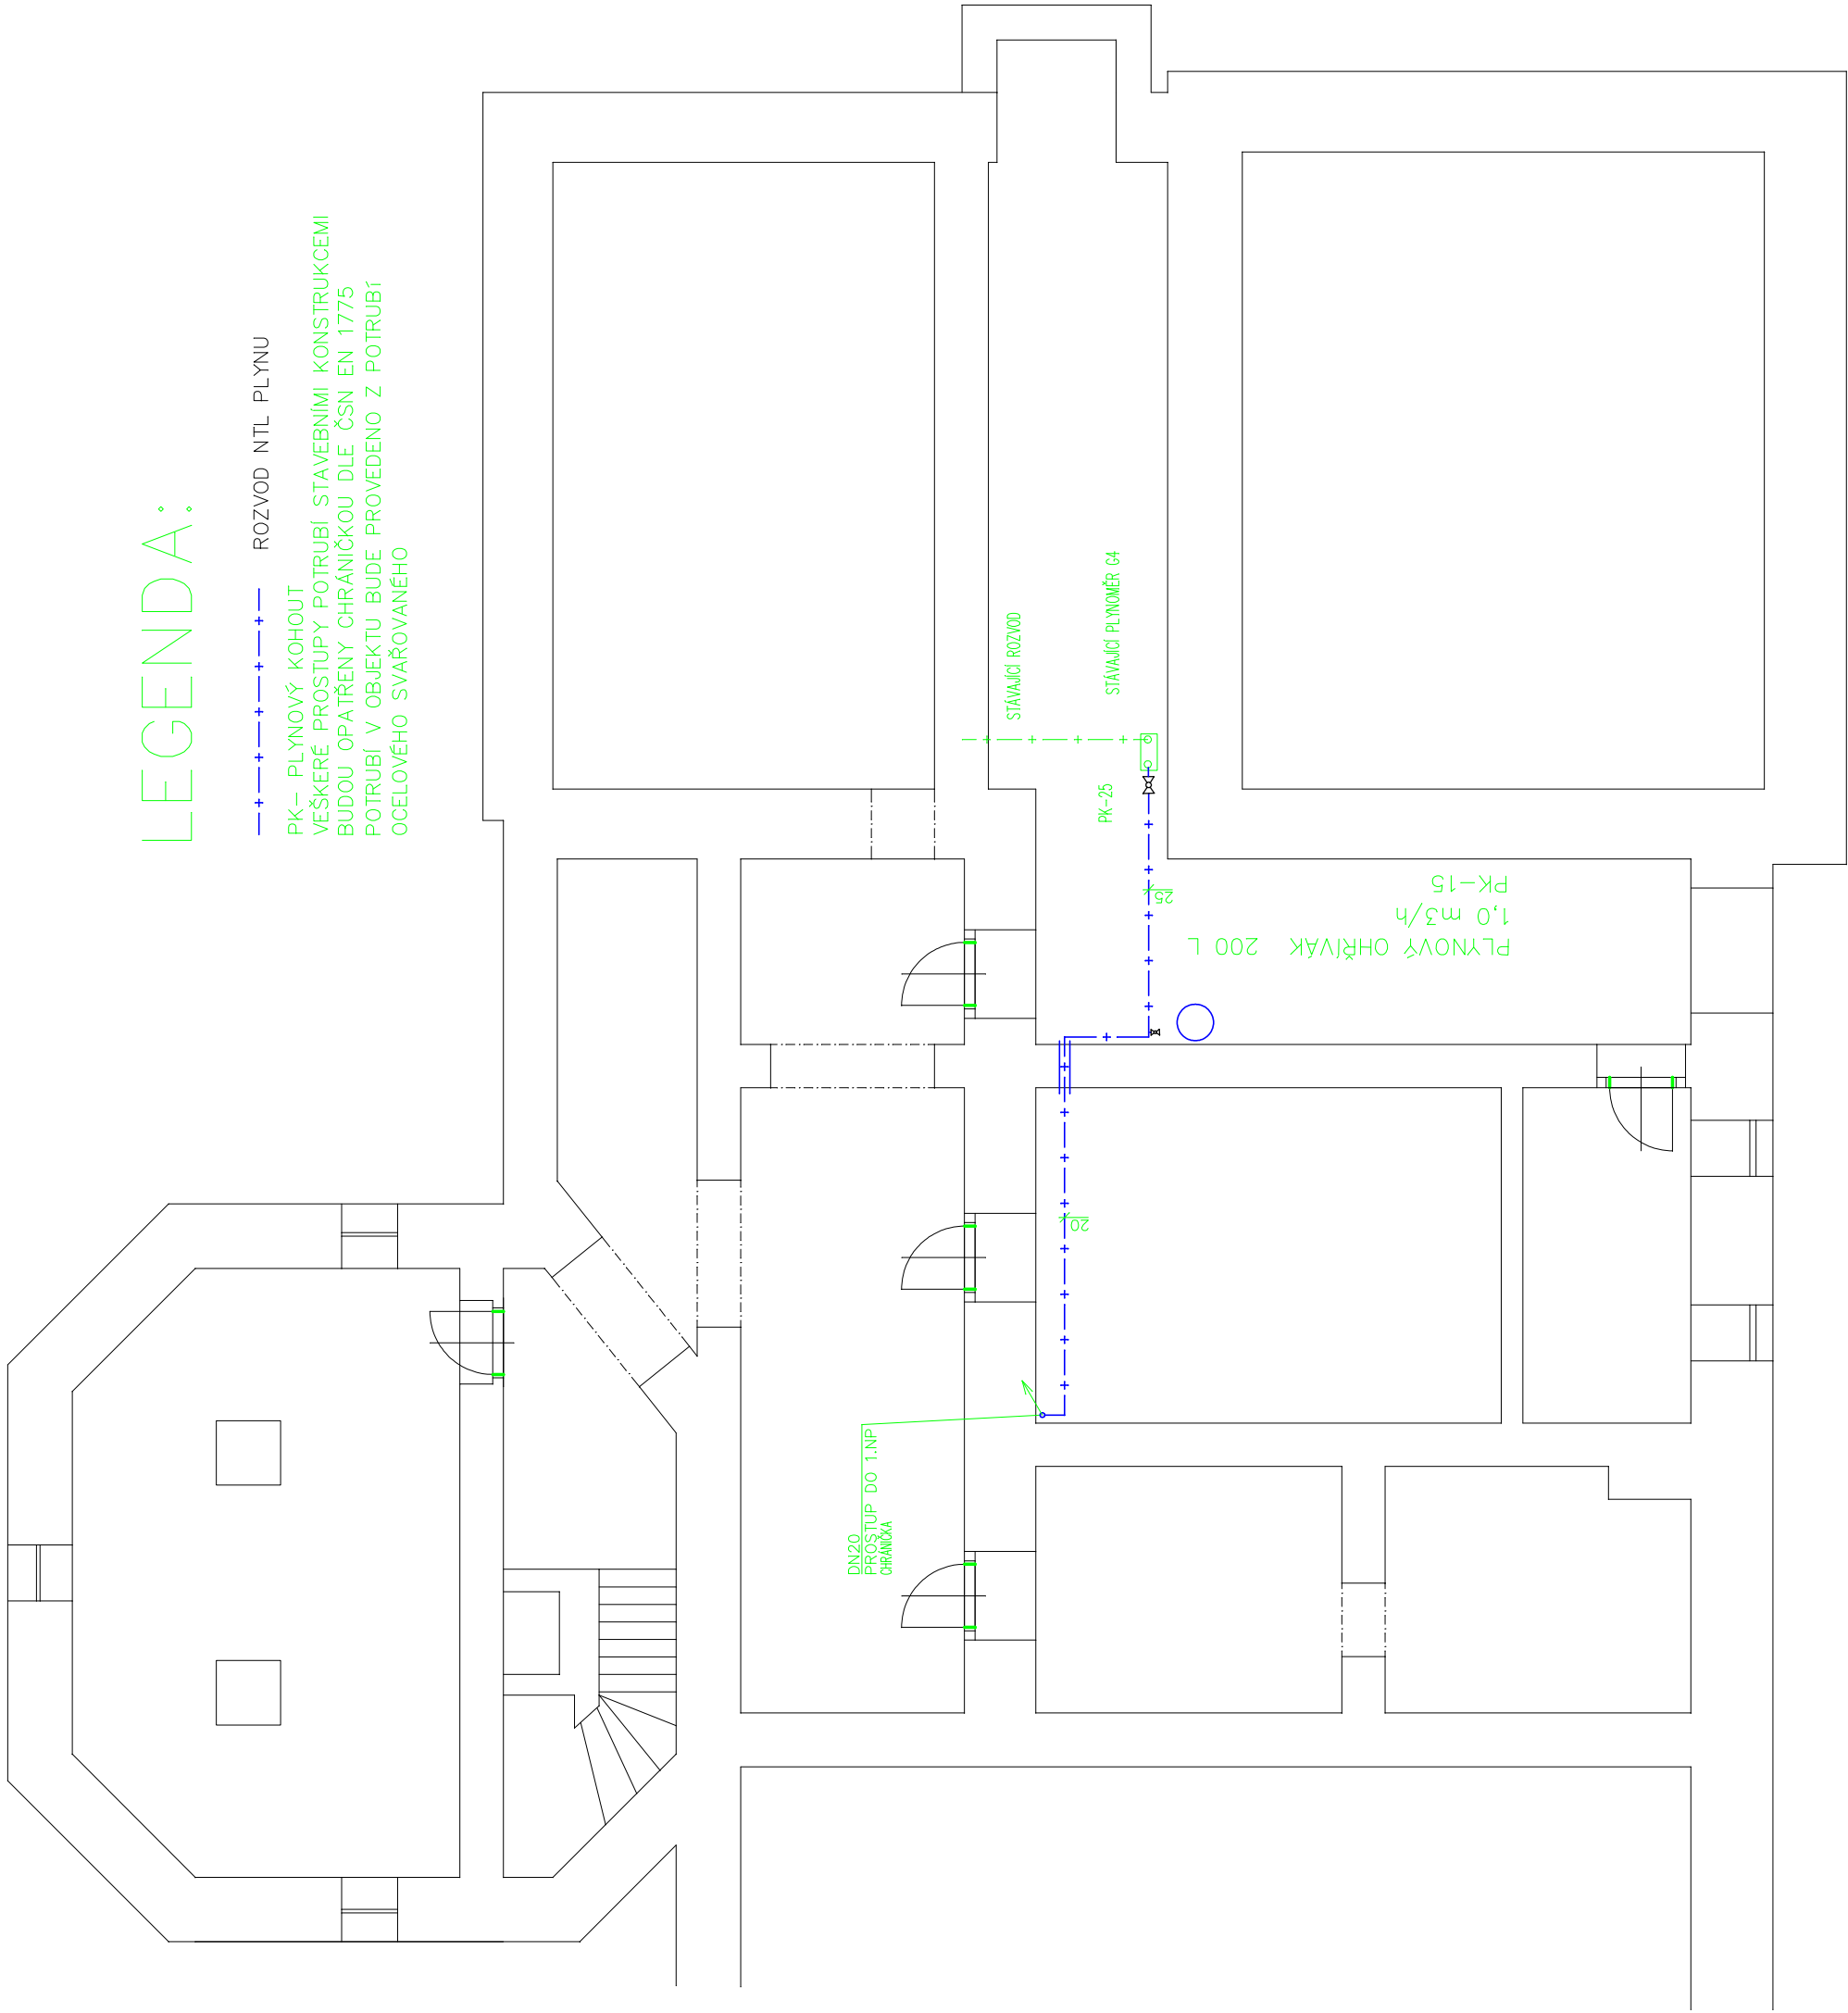 LEGENDA:
ROZVOD NTL PLYNU
PK- PLYNOVÝ KOHOUT
VEŠKERÉ PROSTUPY POTRUBÍ STAVEBNÍMI KONSTRUKCEMI
BUDOU OPATŘENY CHRÁNIČKOU DLE ČSN EN 1775
POTRUBÍ V OBJEKTU BUDE PROVEDENO Z POTRUBÍ
OCELOVÉHO SVAŘOVANÉHO
STÁVAJÍCÍ ROZVOD
STÁVAJÍCÍ PLYNOMĚR G4
PK-25
25
PLYNOVÝ OHŘÍVÁK 200 L
1,0 m3/h
PK-15
20
DN20
PROSTUP DO 1.NP
CHRÁNIČKA